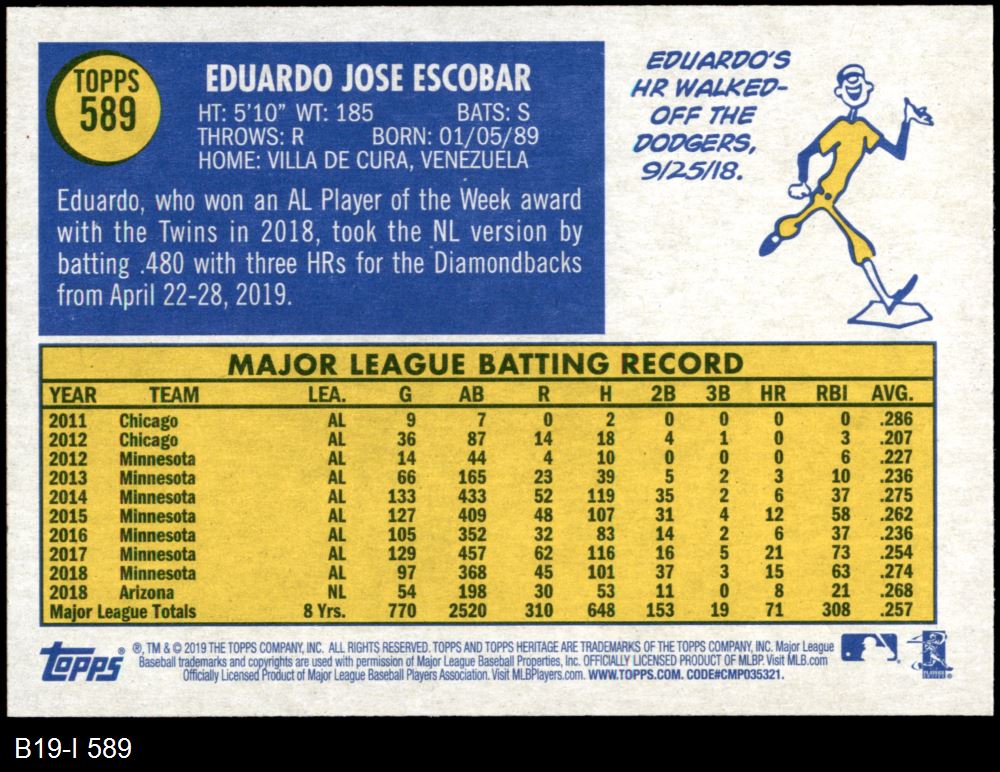 TOPPS
589
EDUARDO JOSE ESCOBAR
HT: 5'10" WT: 185 BATS: S
THROWS: R BORN: 01/05/89
HOME: VILLA DE CURA, VENEZUELA
Eduardo, who won an AL Player of the Week award
with the Twins in 2018, took the NL version by
batting .480 with three HRs for the Diamondbacks
from April 22-28, 2019.
EDUARDO'S
HR WALKED-
OFF THE
DODGERS,
9/25/18.
MAJOR LEAGUE BATTING RECORD
YEAR TEAM LEA. G AB R H 2B 3B HR RBI AVG.
2011 Chicago AL 9 7 0 2 0 0 0 0 .286
2012 Chicago AL 36 87 14 18 4 1 0 3 .207
2012 Minnesota AL 14 44 4 10 0 0 0 6 .227
2013 Minnesota AL 66 165 23 39 5 2 3 10 .236
2014 Minnesota AL 133 433 52 119 35 2 6 37 .275
2015 Minnesota AL 127 409 48 107 31 4 12 58 .262
2016 Minnesota AL 105 352 32 83 14 2 6 37 .236
2017 Minnesota AL 129 457 62 116 16 5 21 73 .254
2018 Minnesota AL 97 368 45 101 37 3 15 63 .274
2018 Arizona NL 54 198 30 53 11 0 8 21 .268
Major League Totals 8 Yrs. 770 2520 310 648 153 19 71 308 .257
Topps®
®, TM & © 2019 THE TOPPS COMPANY, INC. ALL RIGHTS RESERVED. TOPPS AND TOPPS HERITAGE ARE TRADEMARKS OF THE TOPPS COMPANY, INC. Major League
Baseball trademarks and copyrights are used with permission of Major League Baseball Properties, Inc. OFFICIALLY LICENSED PRODUCT OF MLBP. Visit MLB.com
Officially Licensed Product of Major League Baseball Players Association. Visit MLBPlayers.com. WWW.TOPPS.COM. CODE#CMP035321.
B19-I 589